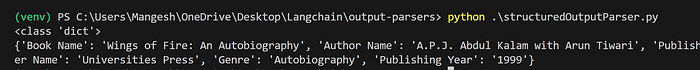 (venv) PS C:\Users\Mangesh\OneDrive\Desktop\Langchain\output-parsers> python .\structuredOutputParser.py
<class 'dict'>
{'Book Name': 'Wings of Fire: An Autobiography', 'Author Name': 'A.P.J. Abdul Kalam with Arun Tiwari', 'Publish
er Name': 'Universities Press', 'Genre': 'Autobiography', 'Publishing Year': '1999'}